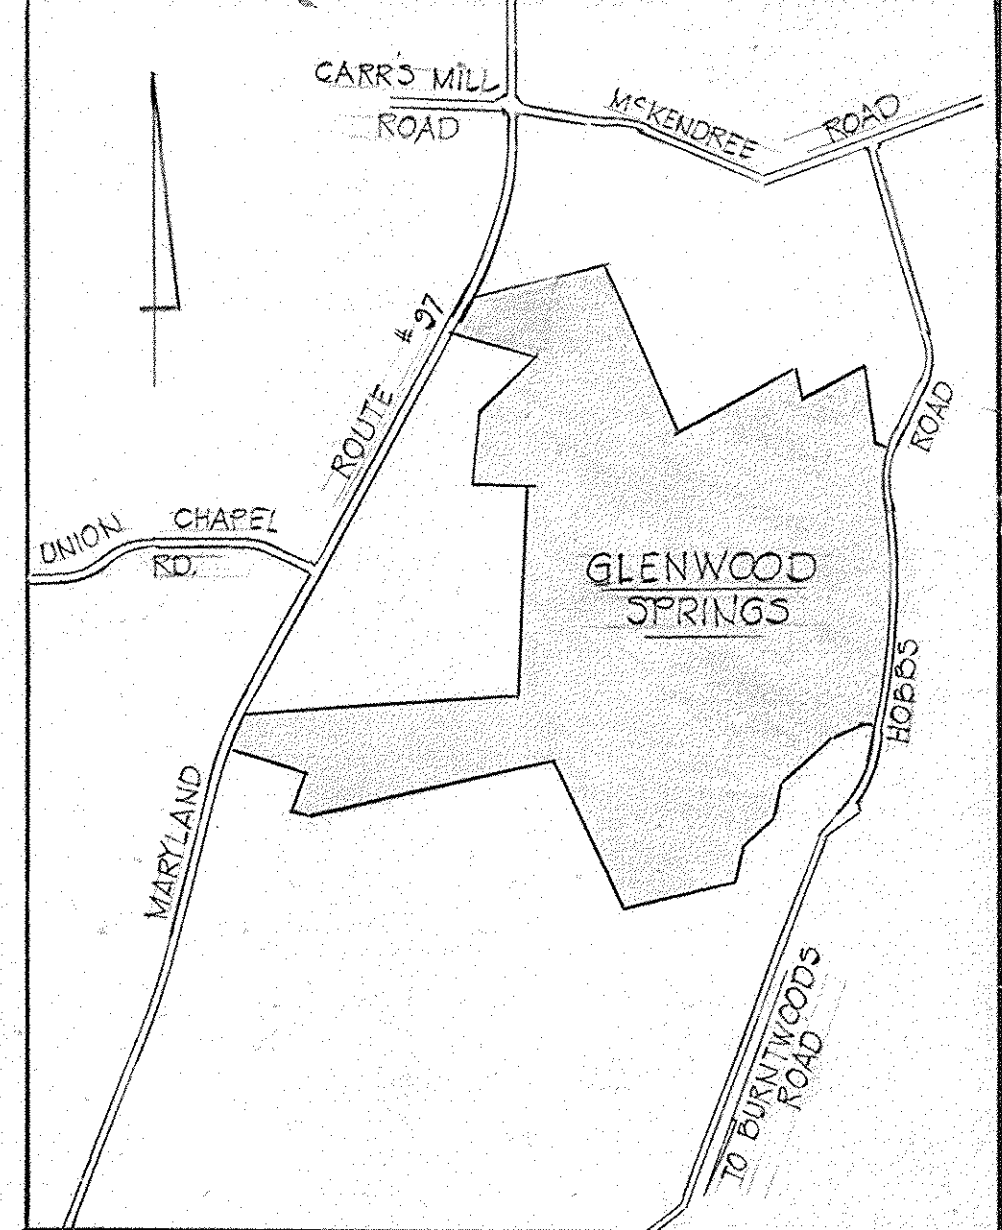 CARR'S MILL
ROAD
McKENDREE ROAD
MARYLAND ROUTE # 97
UNION CHAPEL
RD.
GLENWOOD
SPRINGS
HOBBS ROAD
TO BURNTWOODS
ROAD